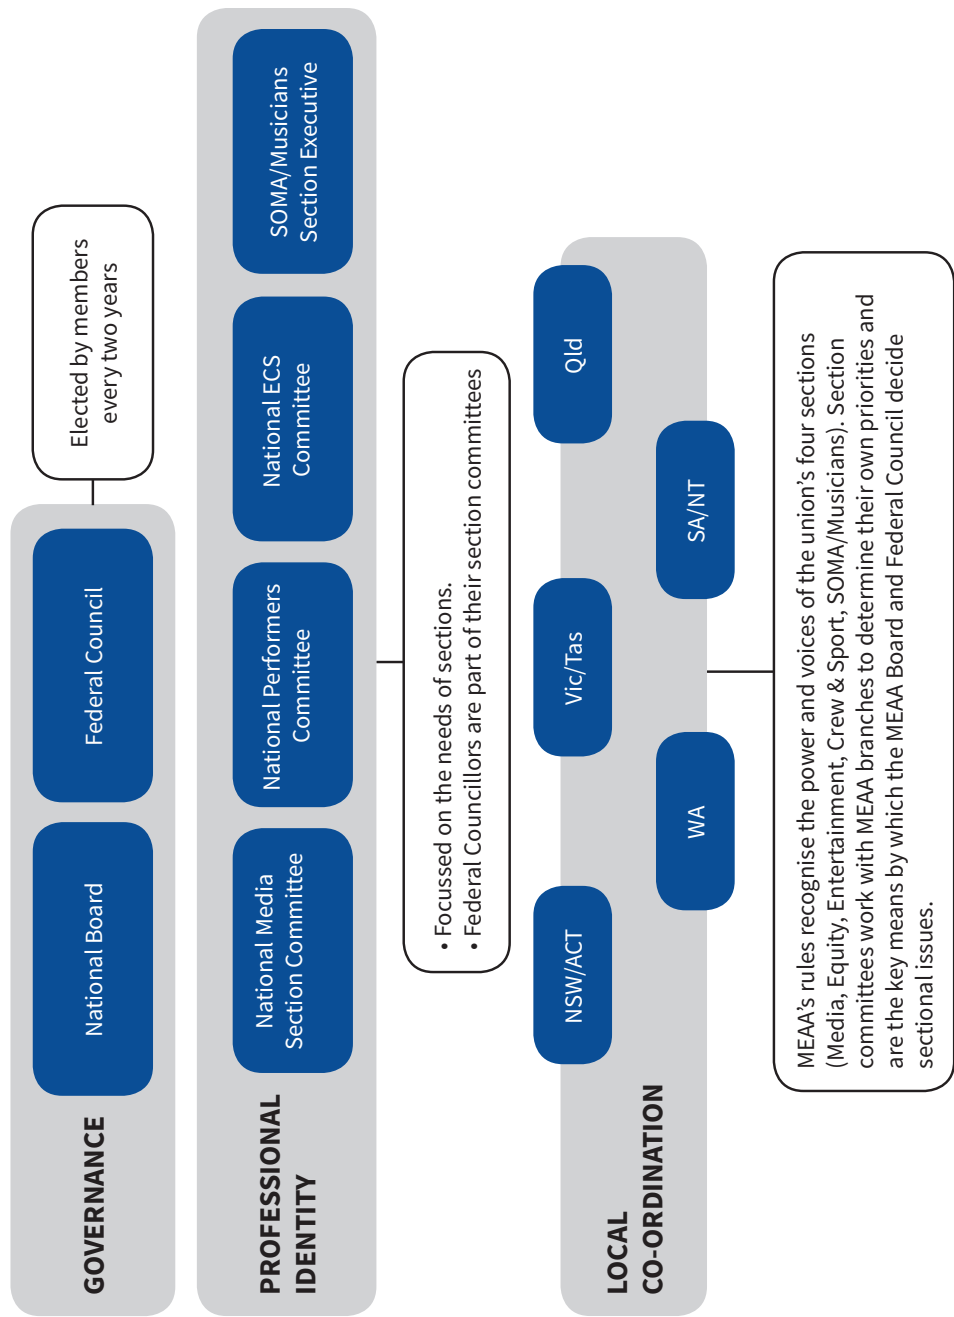 GOVERNANCE
National Board
Federal Council
Elected by members
every two years
PROFESSIONAL
IDENTITY
National Media
Section Committee
National Performers
Committee
National ECS
Committee
SOMA/Musicians
Section Executive
• Focussed on the needs of sections.
• Federal Councillors are part of their section committees
LOCAL
CO-ORDINATION
NSW/ACT
Vic/Tas
Qld
WA
SA/NT
MEAA’s rules recognise the power and voices of the union’s four sections
(Media, Equity, Entertainment, Crew & Sport, SOMA/Musicians). Section
committees work with MEAA branches to determine their own priorities and
are the key means by which the MEAA Board and Federal Council decide
sectional issues.